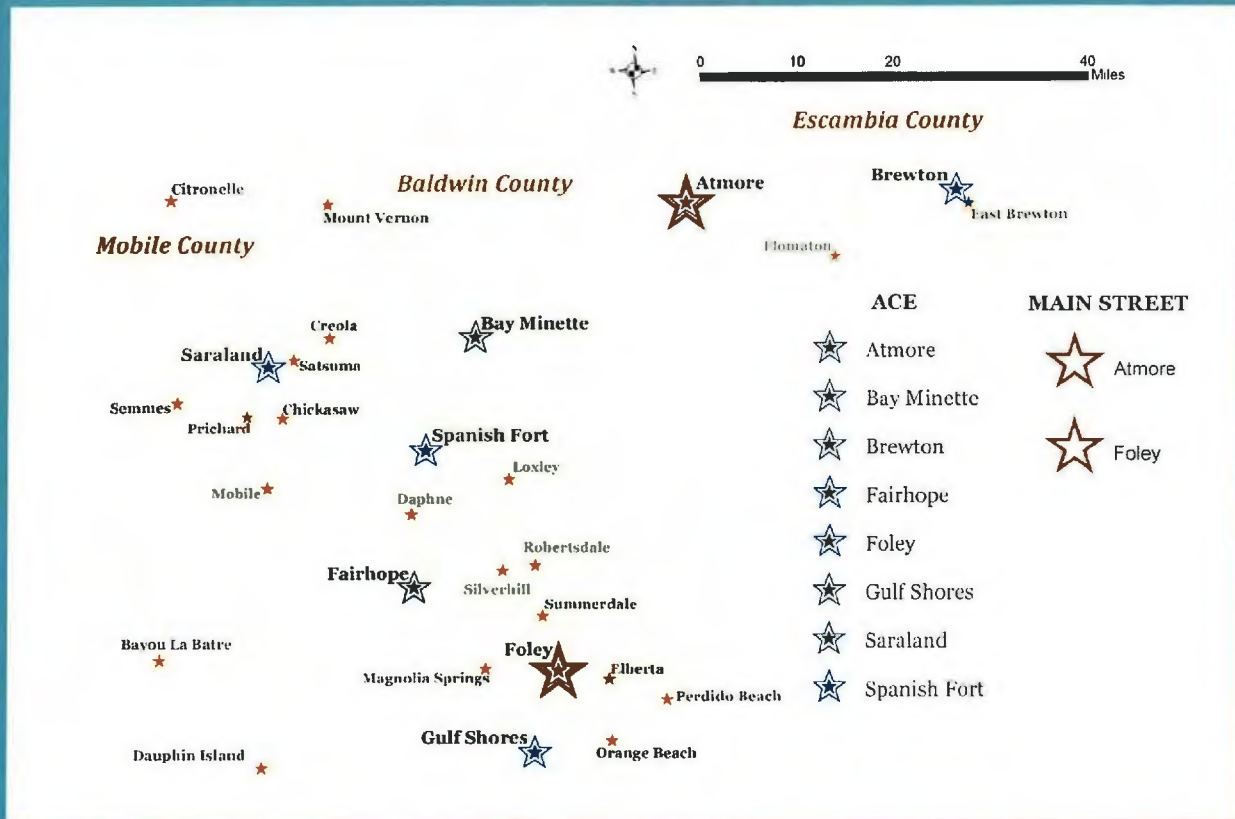 0 10 20 40
Miles
Escambia County
Citronelle
Baldwin County
Atmore
Brewton
Mount Vernon
East Brewton
Mobile County
Flomaton
ACE
MAIN STREET
Creola
Bay Minette
Saraland
Satsuma
Atmore
Atmore
Bay Minette
Semmes
Chickasaw
Prichard
Spanish Fort
Brewton
Foley
Loxley
Mobile
Daphne
Fairhope
Robertsdale
Foley
Fairhope
Silverhill
Summerdale
Gulf Shores
Bayou La Batre
Foley
Saraland
Magnolia Springs
Elberta
Perdido Beach
Spanish Fort
Gulf Shores
Dauphin Island
Orange Beach